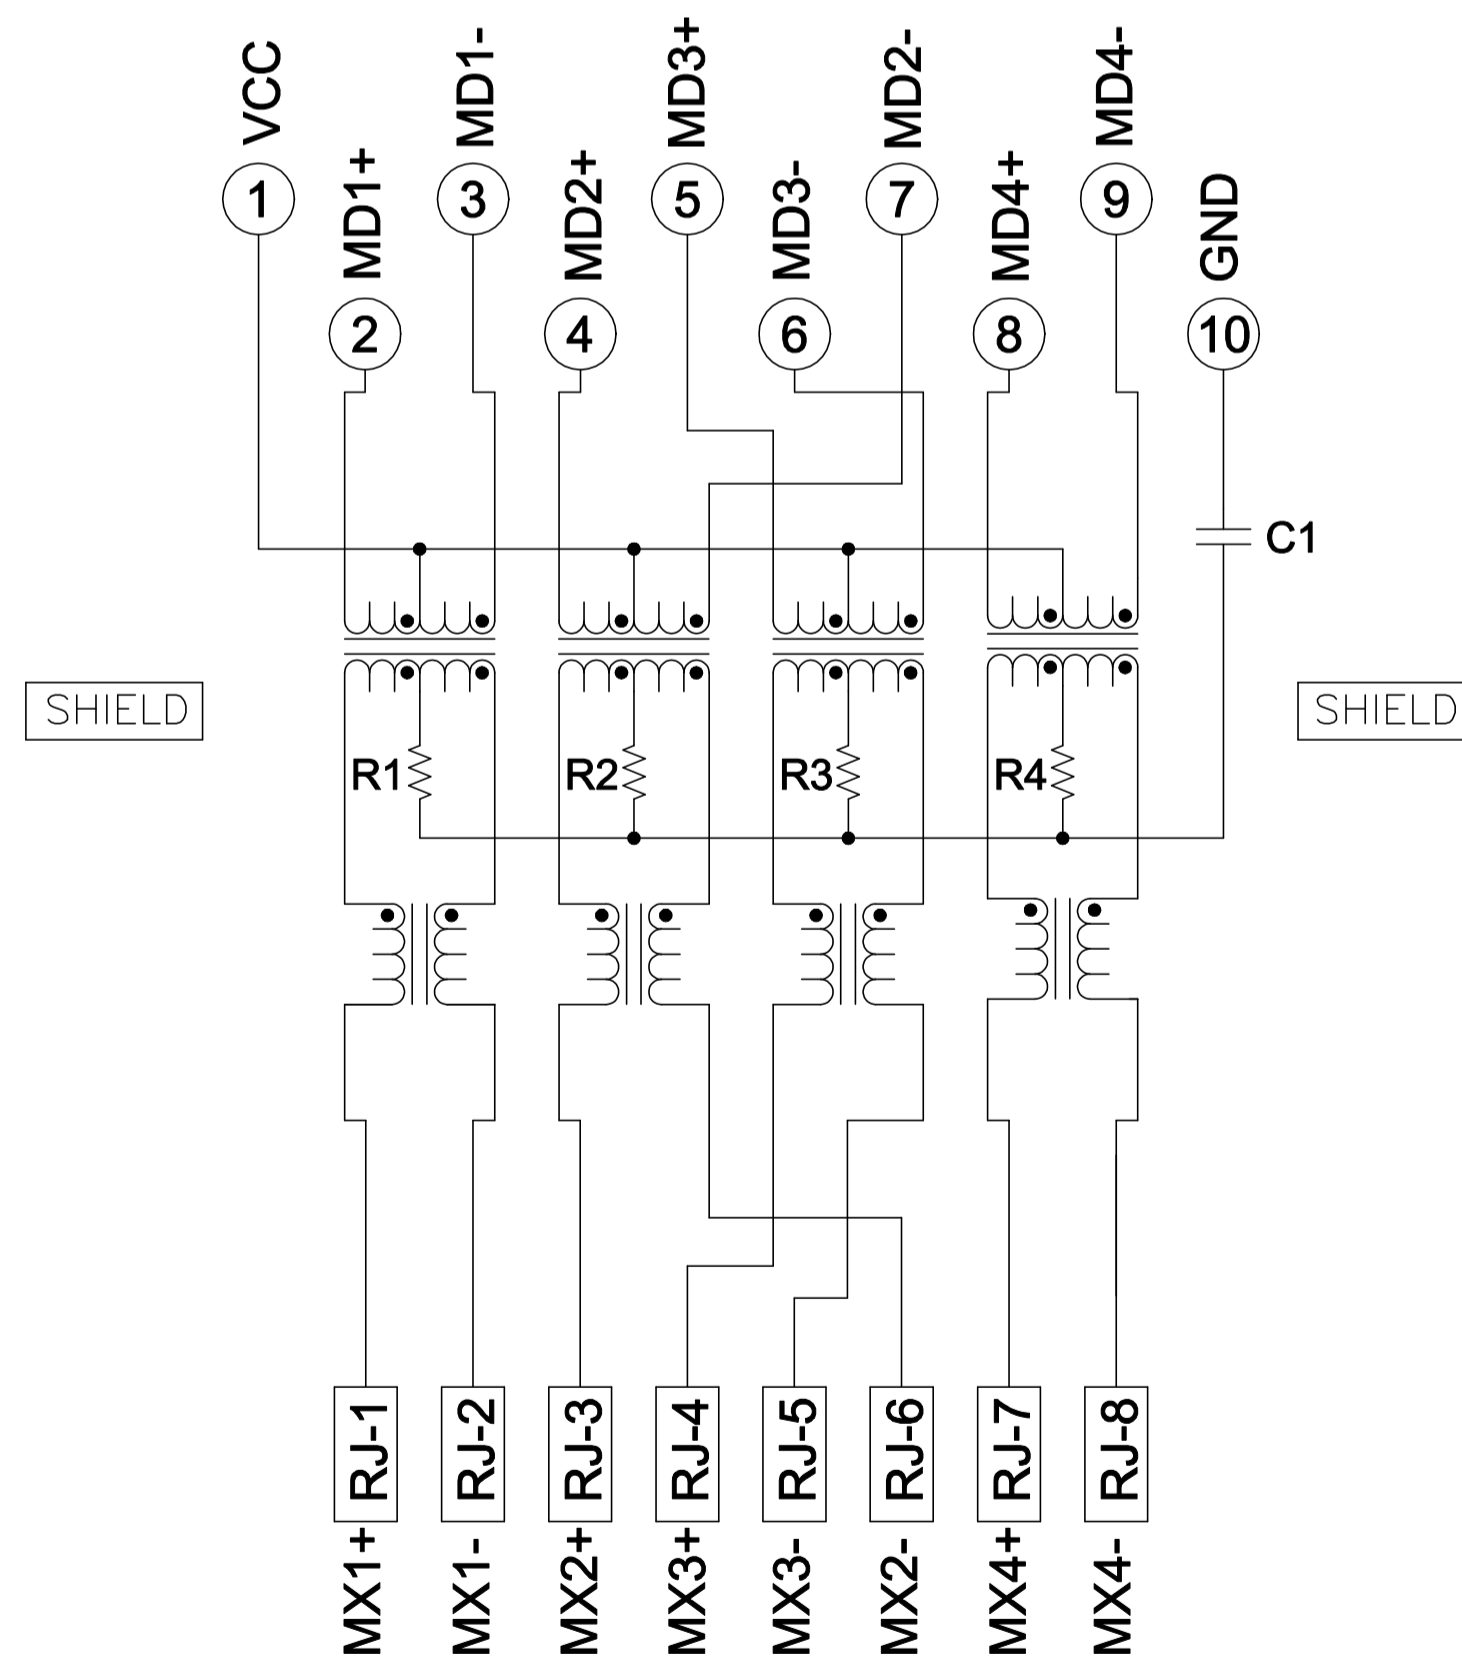 VCC
MD1-
MD3+
MD2-
MD4-
1
MD1+
3
MD2+
5
MD3-
7
MD4+
9
GND
2
4
6
8
10
C1
SHIELD
SHIELD
R1
R2
R3
R4
RJ-1
RJ-2
RJ-3
RJ-4
RJ-5
RJ-6
RJ-7
RJ-8
MX1+
MX1-
MX2+
MX3+
MX3-
MX2-
MX4+
MX4-